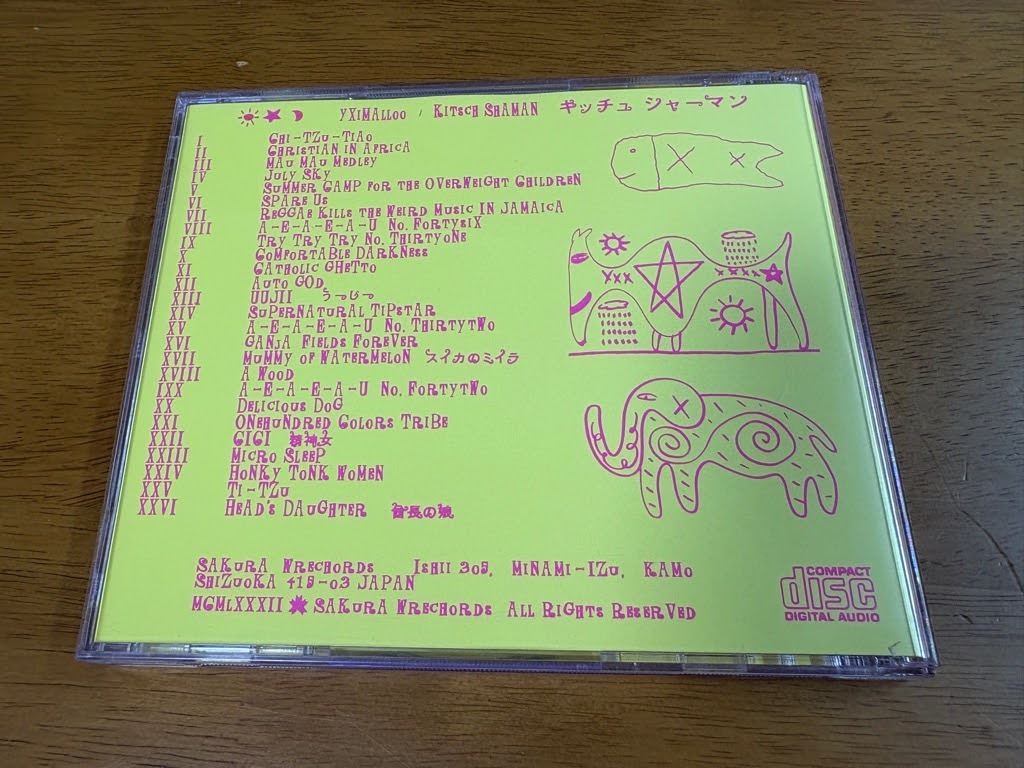 YXIMALLOO / KITSCH SHAMAN キッチュ シャーマン
I CHI-TZU-TIAO
II CHRISTIAN IN AFRICA
III MAU MAU MEDLEY
IV JULY SKY
V SUMMER CAMP FOR THE OVERWEIGHT CHILDREN
VI SPARE US
VII REGGAE KILLS THE WEIRD MUSIC IN JAMAICA
VIII A-E-A-E-A-U NO. FORTYSIX
IX TRY TRY TRY NO. THIRTYONE
X COMFORTABLE DARKNESS
XI CATHOLIC GHETTO
XII AUTO GOD
XIII UUJII うーじー
XIV SUPERNATURAL TIPSTAR
XV A-E-A-E-A-U NO. THIRTYTWO
XVI GANJA FIELDS FOREVER
XVII MUMMY OF WATERMELON スイカのミイラ
XVIII A WOOD
IXX A-E-A-E-A-U NO. FORTYTWO
XX DELICIOUS DOG
XXI ONEHUNDRED COLORS TRIBE
XXII GIGI
XXIII MICRO SLEEP
XXIV HONKY TONK WOMEN
XXV TI-TZU
XXVI HEAD'S DAUGHTER 酋長の娘
SAKURA WRECHORDS ISHII 305, MINAMI-IZU, KAMO
SHIZUOKA 415-03 JAPAN
MCMLXXXII SAKURA WRECHORDS ALL RIGHTS RESERVED
COMPACT
disc
DIGITAL AUDIO